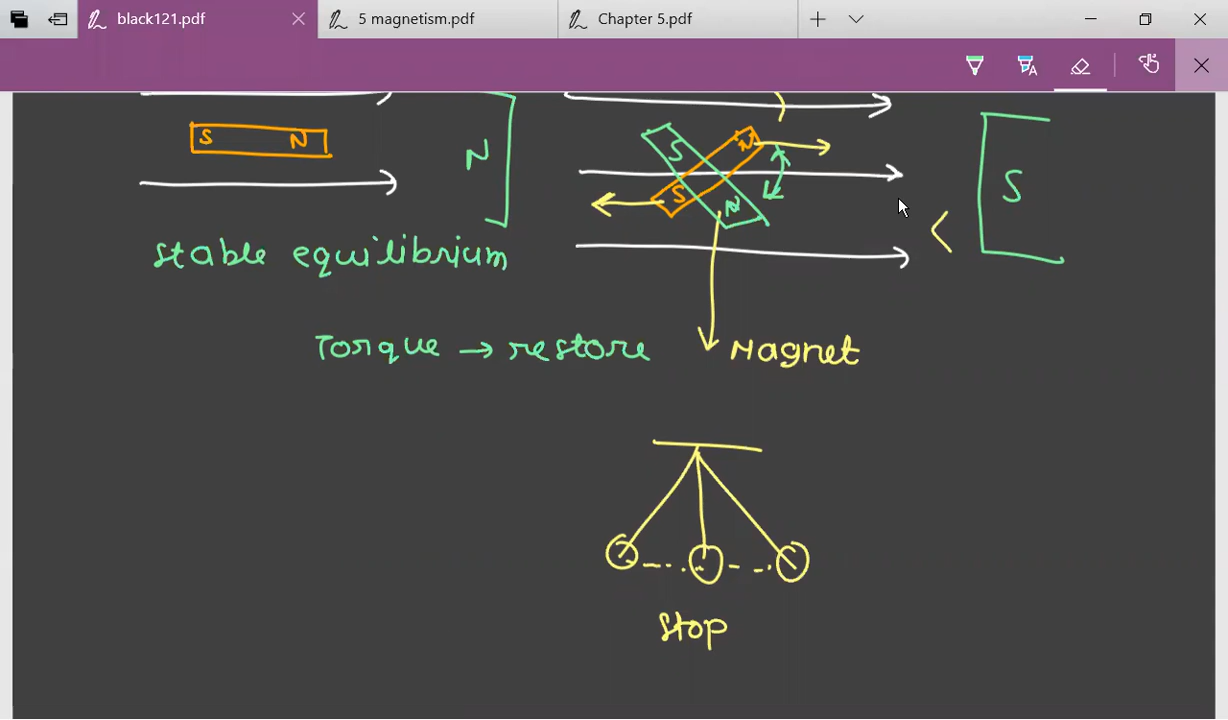 black121.pdf
5 magnetism.pdf
Chapter 5.pdf
S N
N
S
N
S
N
S
stable equilibrium
Torque → restore
Magnet
stop